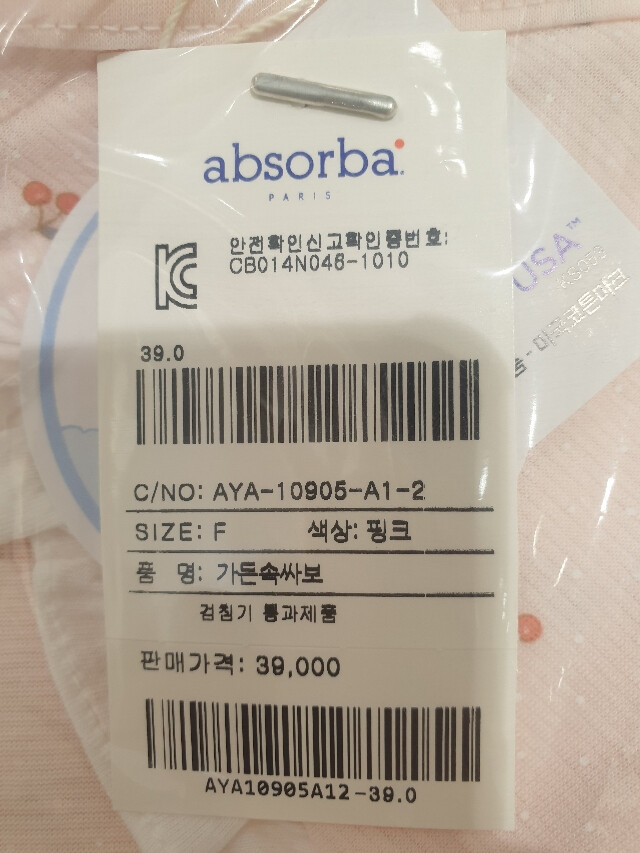 absorba
PARIS
안전확인신고확인증번호:
CB014N046-1010
39.0
C/NO: AYA-10905-A1-2
SIZE: F 색상: 핑크
품 명: 가든속싸보
검침기 통과제품
판매가격: 39,000
AYA10905A12-39.0
USA™